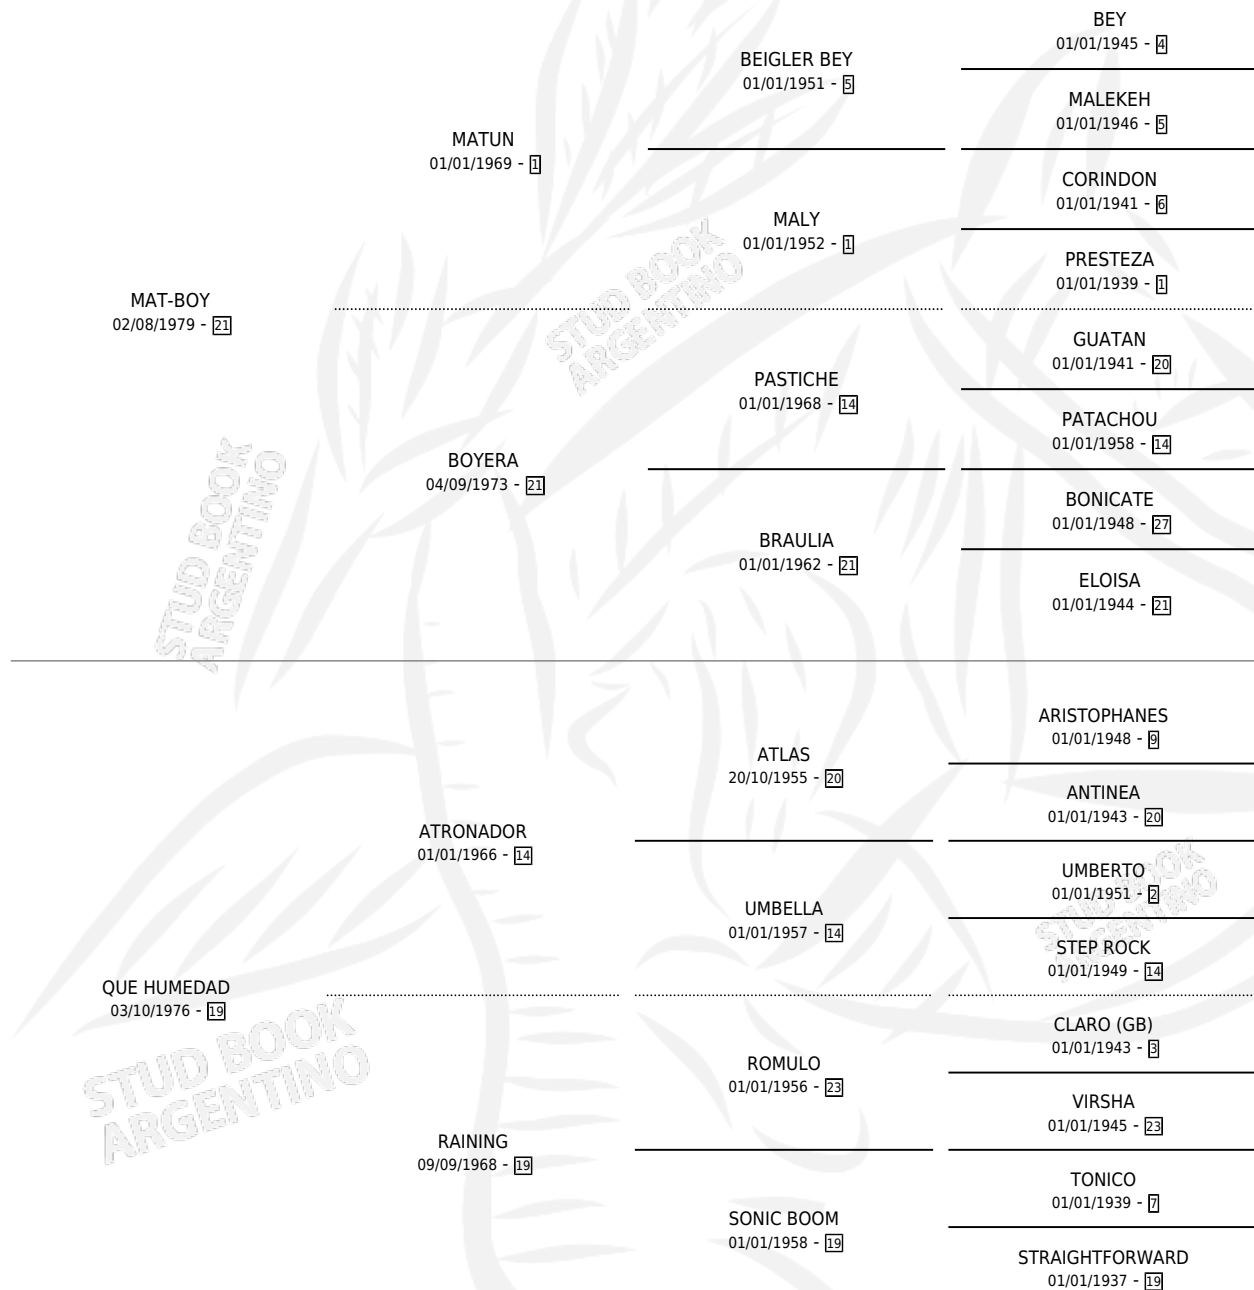 BEY
01/01/1945 - 4
BEIGLER BEY
01/01/1951 - 5
MALEKEH
01/01/1946 - 5
MATUN
01/01/1969 - 1
CORINDON
01/01/1941 - 6
MALY
01/01/1952 - 1
PRESTEZA
01/01/1939 - 1
MAT-BOY
02/08/1979 - 21
GUATAN
01/01/1941 - 20
PASTICHE
01/01/1968 - 14
PATACHOU
01/01/1958 - 14
BOYERA
04/09/1973 - 21
BONICATE
01/01/1948 - 27
BRAULIA
01/01/1962 - 21
ELOISA
01/01/1944 - 21
ARISTOPHANES
01/01/1948 - 9
ATLAS
20/10/1955 - 20
ANTINEA
01/01/1943 - 20
ATRONADOR
01/01/1966 - 14
UMBERTO
01/01/1951 - 2
UMBELLA
01/01/1957 - 14
STEP ROCK
01/01/1949 - 14
QUE HUMEDAD
03/10/1976 - 19
CLARO (GB)
01/01/1943 - 3
ROMULO
01/01/1956 - 23
VIRSHA
01/01/1945 - 23
RAINING
09/09/1968 - 19
TONICO
01/01/1939 - 7
SONIC BOOM
01/01/1958 - 19
STRAIGHTFORWARD
01/01/1937 - 19
STUD BOOK
ARGENTINO
STUD BOOK
ARGENTINO
STUD BOOK
ARGENTINO
STUD BOOK
ARGENTINO